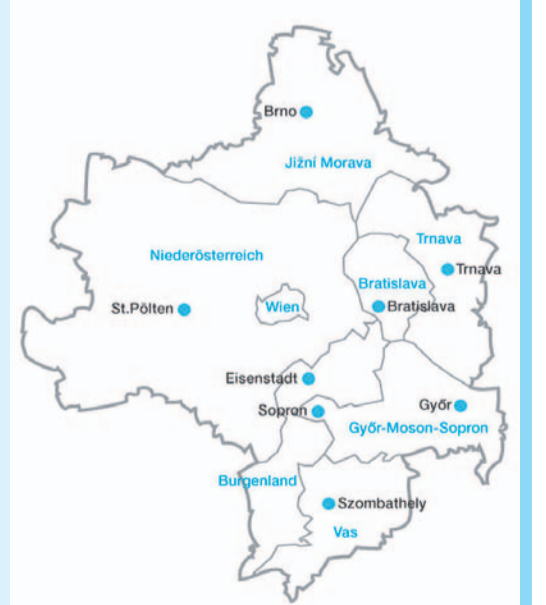 Brno
Jižní Morava
Trnava
Niederösterreich
Trnava
Bratislava
St.Pölten
Wien
Bratislava
Eisenstadt
Sopron
Győr
Győr-Moson-Sopron
Burgenland
Szombathely
Vas